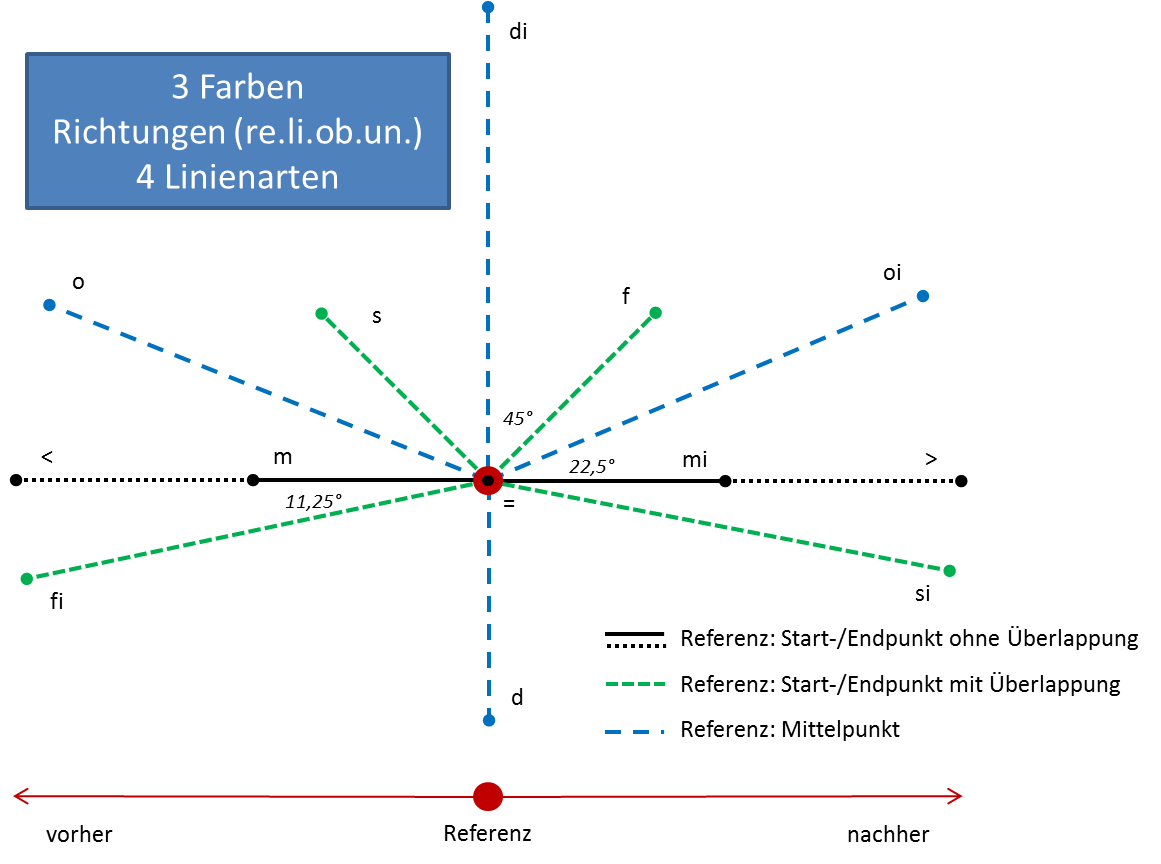 di
3 Farben
Richtungen (re.li.ob.un.)
4 Linienarten
o
s
f
oi
45°
<
m
22,5°
mi
>
11,25°
=
fi
si
Referenz: Start-/Endpunkt ohne Überlappung
Referenz: Start-/Endpunkt mit Überlappung
d
Referenz: Mittelpunkt
vorher
Referenz
nachher